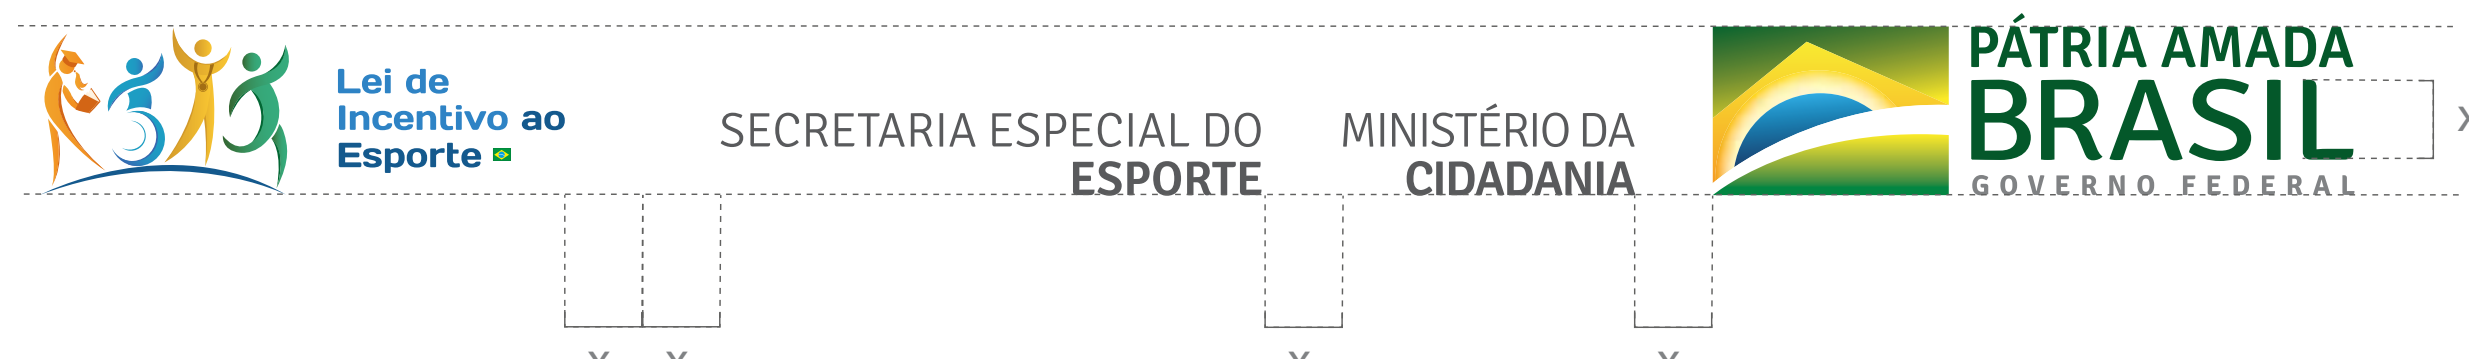 Lei de
Incentivo ao
Esporte
SECRETARIA ESPECIAL DO
ESPORTE
MINISTÉRIO DA
CIDADANIA
PÁTRIA AMADA
BRASIL
GOVERNO FEDERAL
X
X
X
X
X